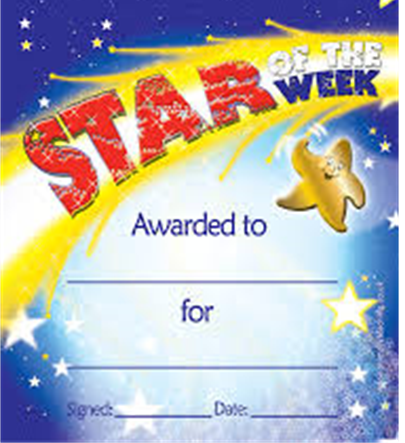 STAR OF THE WEEK
Awarded to
for
Signed: Date: